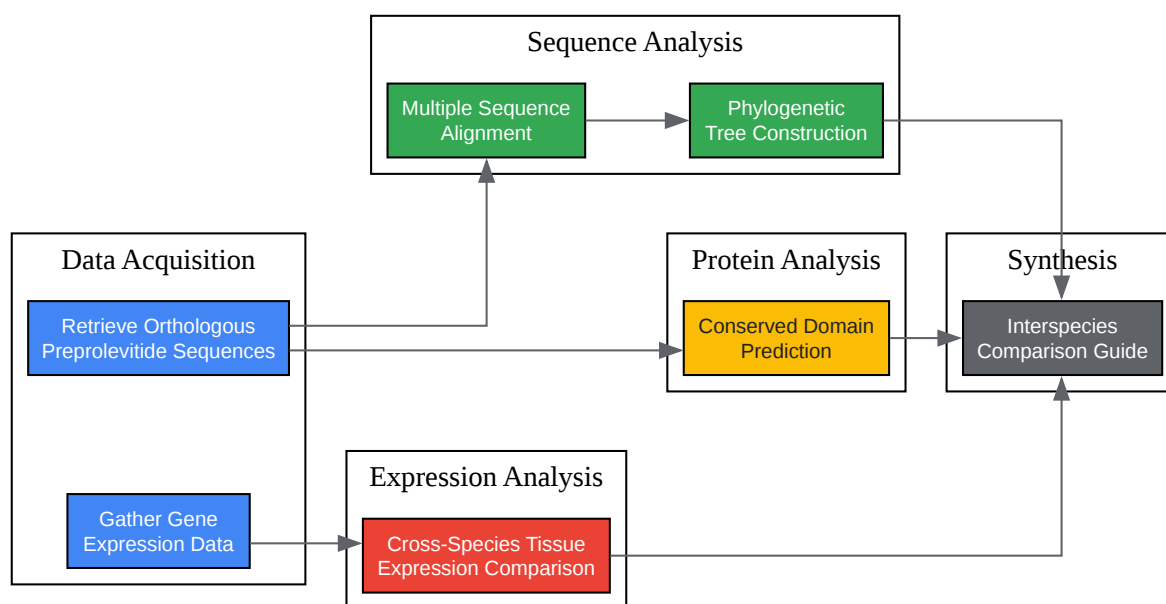 Sequence Analysis
Multiple Sequence
Alignment
Phylogenetic
Tree Construction
Data Acquisition
Retrieve Orthologous
Preprolevitide Sequences
Gather Gene
Expression Data
Protein Analysis
Conserved Domain
Prediction
Synthesis
Interspecies
Comparison Guide
Expression Analysis
Cross-Species Tissue
Expression Comparison